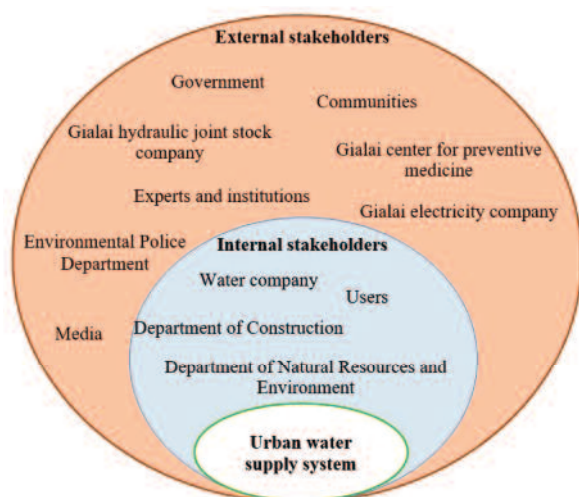 External stakeholders
Government
Communities
Gialai hydraulic joint stock
company
Gialai center for preventive
medicine
Experts and institutions
Gialai electricity company
Environmental Police
Department
Internal stakeholders
Water company
Users
Media
Department of Construction
Department of Natural Resources and
Environment
Urban water
supply system